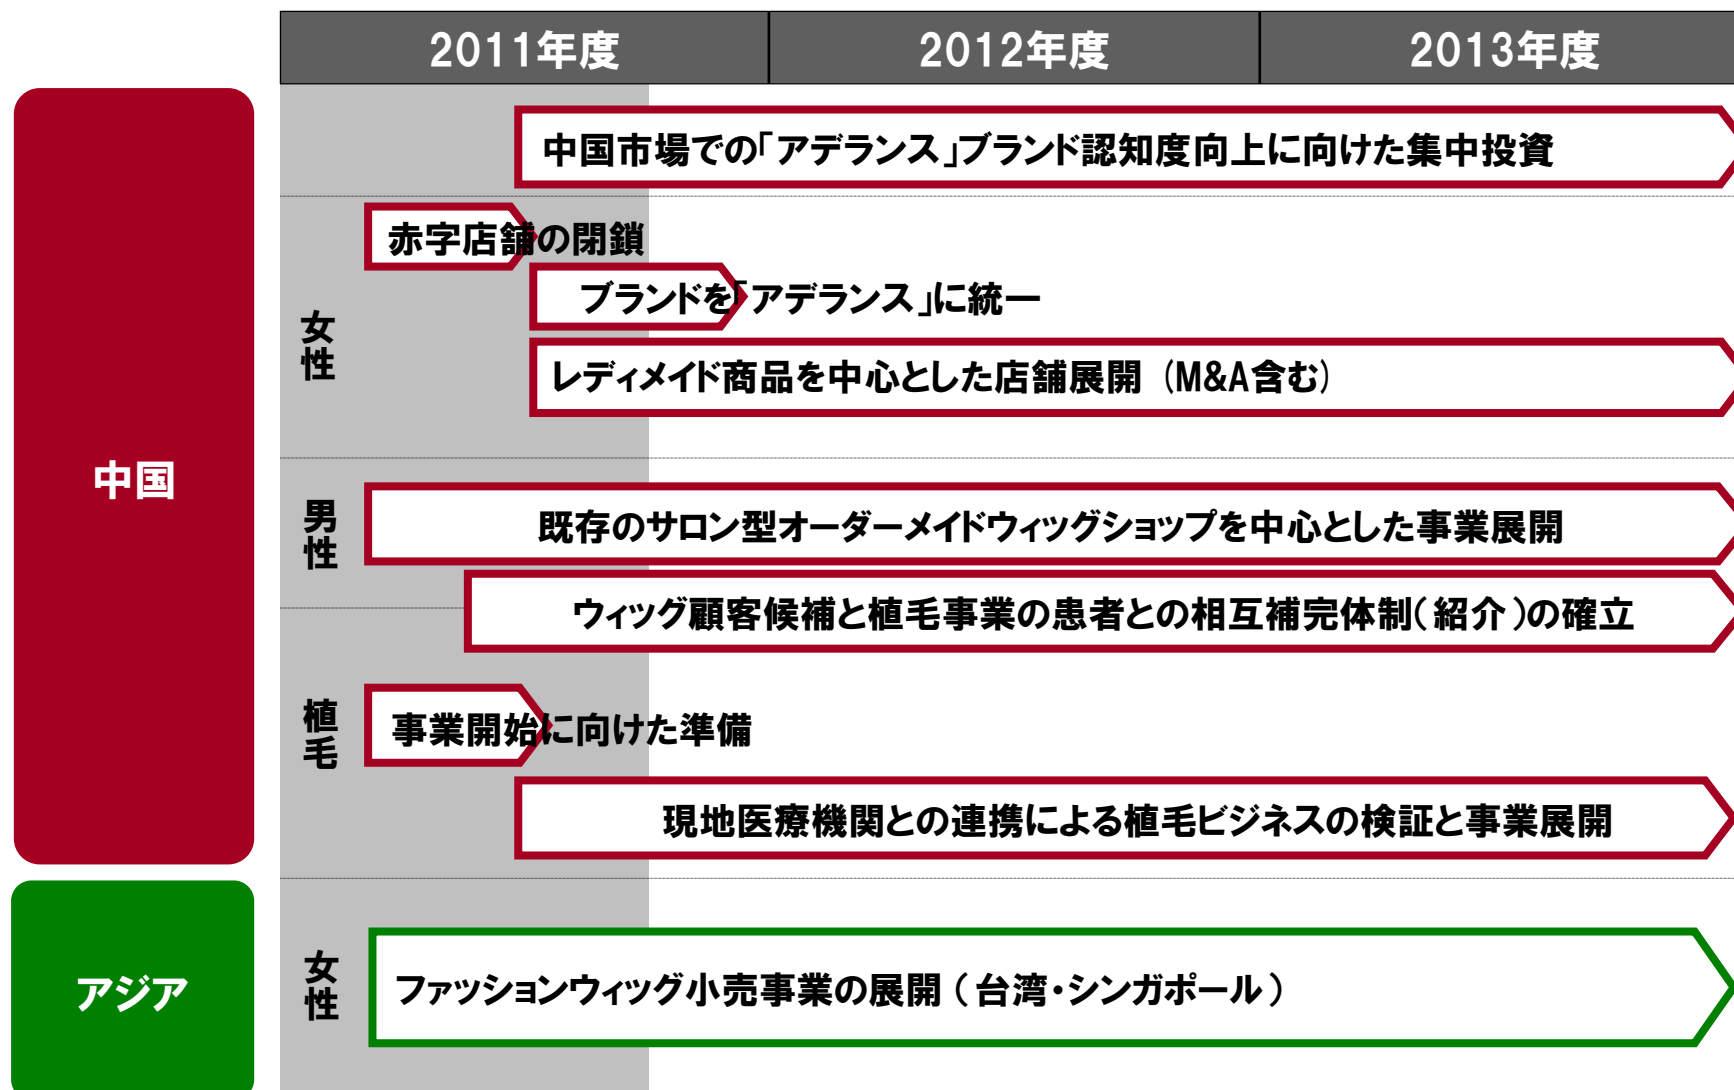 2011年度 2012年度 2013年度
中国
中国市場での「アデランス」ブランド認知度向上に向けた集中投資
女性
赤字店舗の閉鎖
ブランドを「アデランス」に統一
レディメイド商品を中心とした店舗展開 (M&A含む)
男性
既存のサロン型オーダーメイドウィッグショップを中心とした事業展開
ウィッグ顧客候補と植毛事業の患者との相互補完体制(紹介)の確立
植毛
事業開始に向けた準備
現地医療機関との連携による植毛ビジネスの検証と事業展開
アジア
女性
ファッションウィッグ小売事業の展開(台湾・シンガポール)